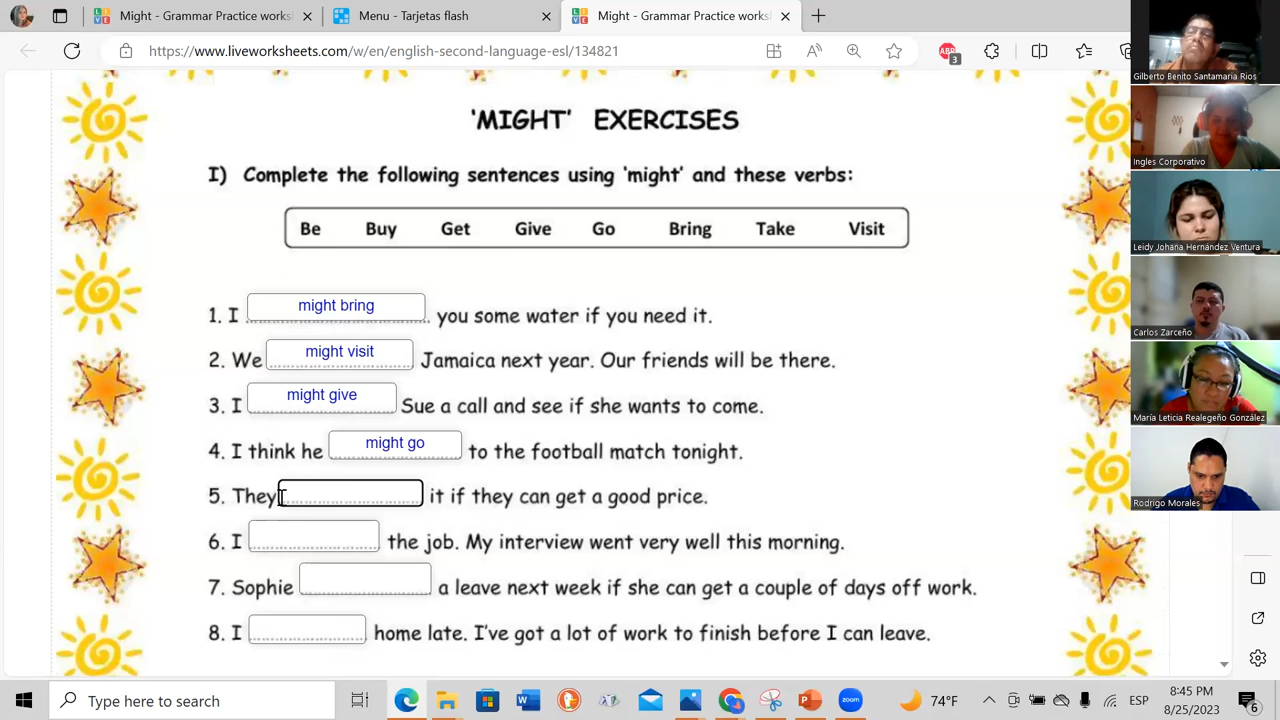 Might - Grammar Practice works
Menu - Tarjetas flash
Might - Grammar Practice works
https://www.liveworksheets.com/w/en/english-second-language-esl/134821
ABP
3
'MIGHT' EXERCISES
I) Complete the following sentences using 'might' and these verbs:
Be Buy Get Give Go Bring Take Visit
1. I might bring you some water if you need it.
2. We might visit Jamaica next year. Our friends will be there.
3. I might give Sue a call and see if she wants to come.
4. I think he might go to the football match tonight.
5. They it if they can get a good price.
6. I the job. My interview went very well this morning.
7. Sophie a leave next week if she can get a couple of days off work.
8. I home late. I've got a lot of work to finish before I can leave.
Gilberto Benito Santamaria Rios
Ingles Corporativo
Leidy Johana Hernández Ventura
Carlos Zarceño
María Leticia Realegeño González
Rodrigo Morales
Type here to search
zoom
74°F
ESP
8:45 PM
8/25/2023
6